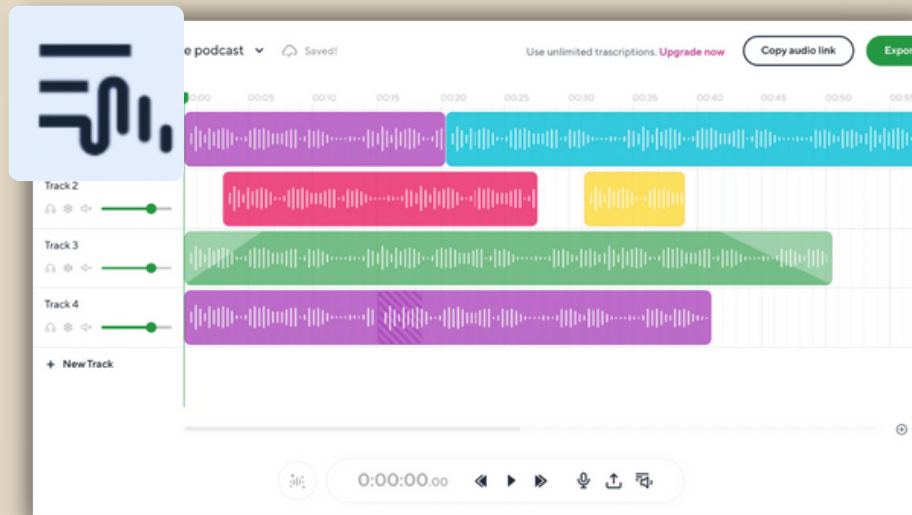 e podcast
Saved!
Use unlimited trascriptions. Upgrade now
Copy audio link
Expor
00:00 00:05 00:10 00:15 00:20 00:25 00:30 00:35 00:40 00:45 00:50 00:55
Track 2
Track 3
Track 4
+ New Track
0:00:00.00